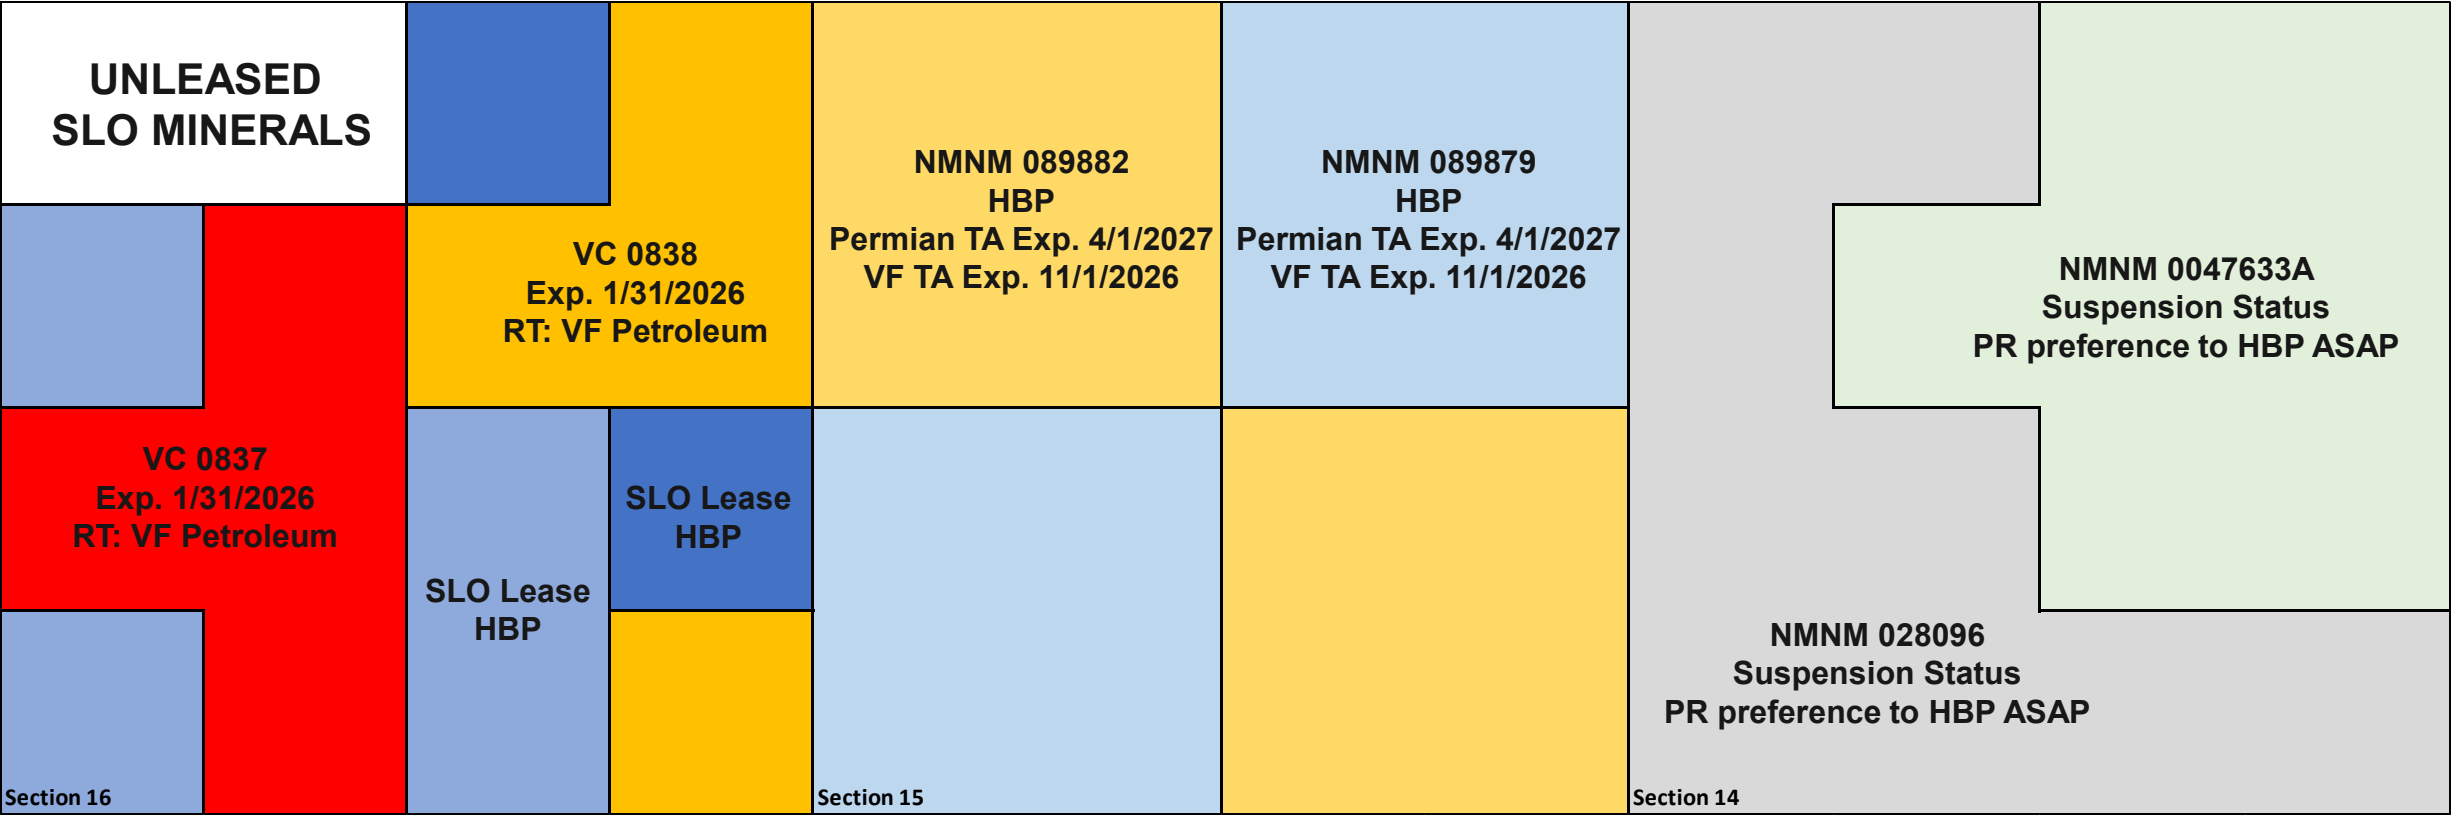 UNLEASED
SLO MINERALS
VC 0838
Exp. 1/31/2026
RT: VF Petroleum
NMNM 089882
HBP
Permian TA Exp. 4/1/2027
VF TA Exp. 11/1/2026
NMNM 089879
HBP
Permian TA Exp. 4/1/2027
VF TA Exp. 11/1/2026
NMNM 0047633A
Suspension Status
PR preference to HBP ASAP
VC 0837
Exp. 1/31/2026
RT: VF Petroleum
SLO Lease
HBP
SLO Lease
HBP
NMNM 028096
Suspension Status
PR preference to HBP ASAP
Section 16
Section 15
Section 14